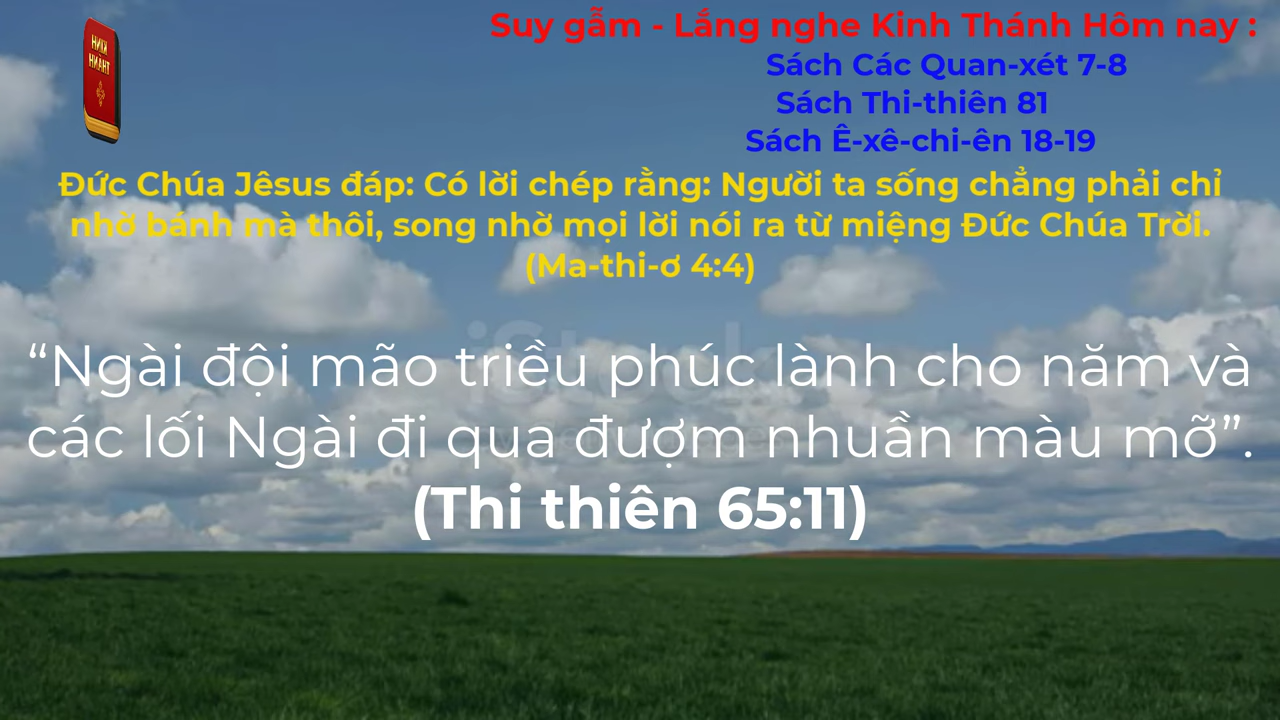 Suy gẫm - Lắng nghe Kinh Thánh Hôm nay :
Sách Các Quan-xét 7-8
Sách Thi-thiên 81
Sách Ê-xê-chi-ên 18-19
KINH
THANH
Đức Chúa Jêsus đáp: Có lời chép rằng: Người ta sống chẳng phải chỉ
nhờ bánh mà thôi, song nhờ mọi lời nói ra từ miệng Đức Chúa Trời.
(Ma-thi-ơ 4:4)
“Ngài đội mão triều phúc lành cho năm và
các lối Ngài đi qua đượm nhuần màu mỡ”.
(Thi thiên 65:11)
iStock